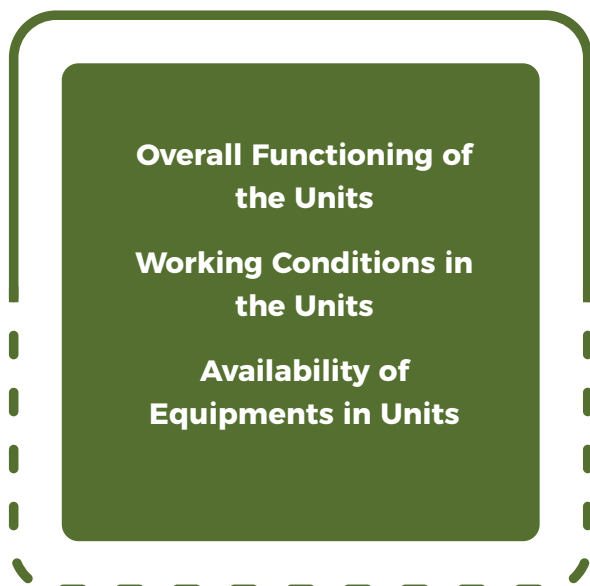 Overall Functioning of
the Units
Working Conditions in
the Units
Availability of
Equipments in Units